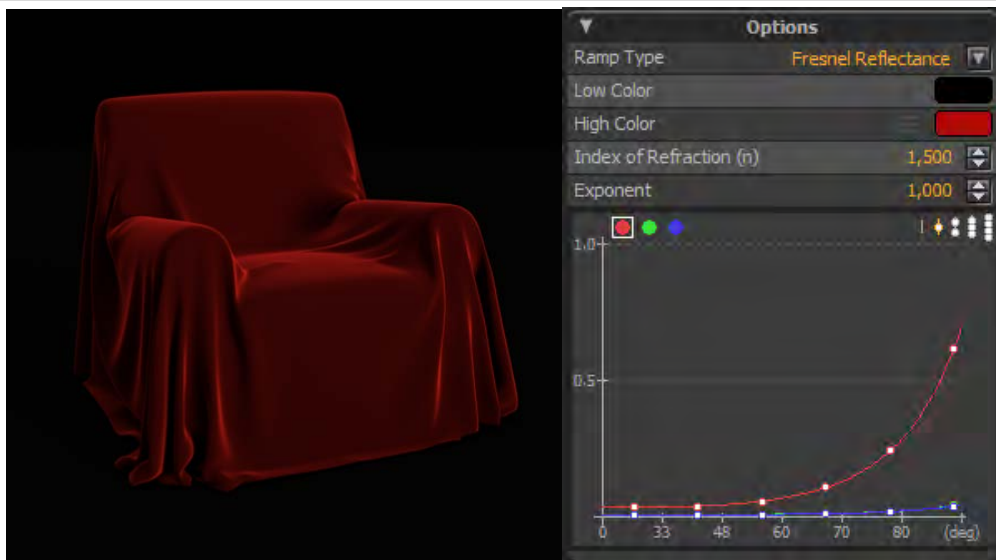 Options
Ramp Type Fresnel Reflectance
Low Color
High Color
Index of Refraction (n) 1,500
Exponent 1,000
1.0
0.5
0 33 48 60 70 80 (deg)